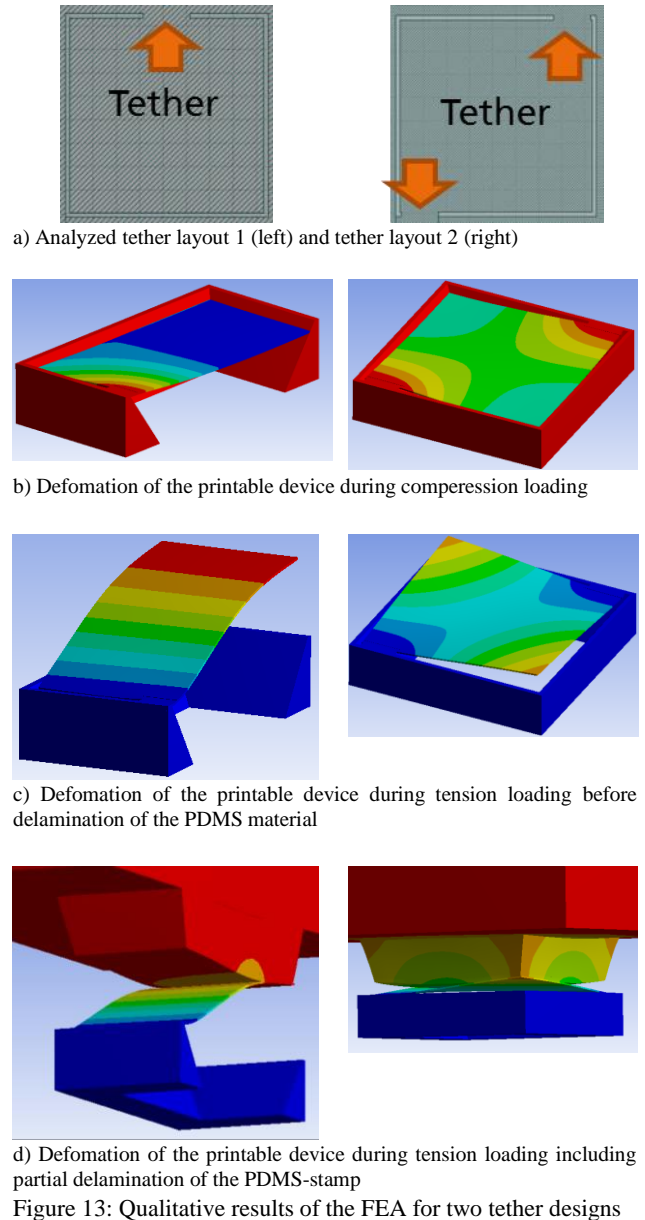 Tether
Tether
a) Analyzed tether layout 1 (left) and tether layout 2 (right)
b) Defomation of the printable device during comperession loading
c) Defomation of the printable device during tension loading before
delamination of the PDMS material
d) Defomation of the printable device during tension loading including
partial delamination of the PDMS-stamp
Figure 13: Qualitative results of the FEA for two tether designs